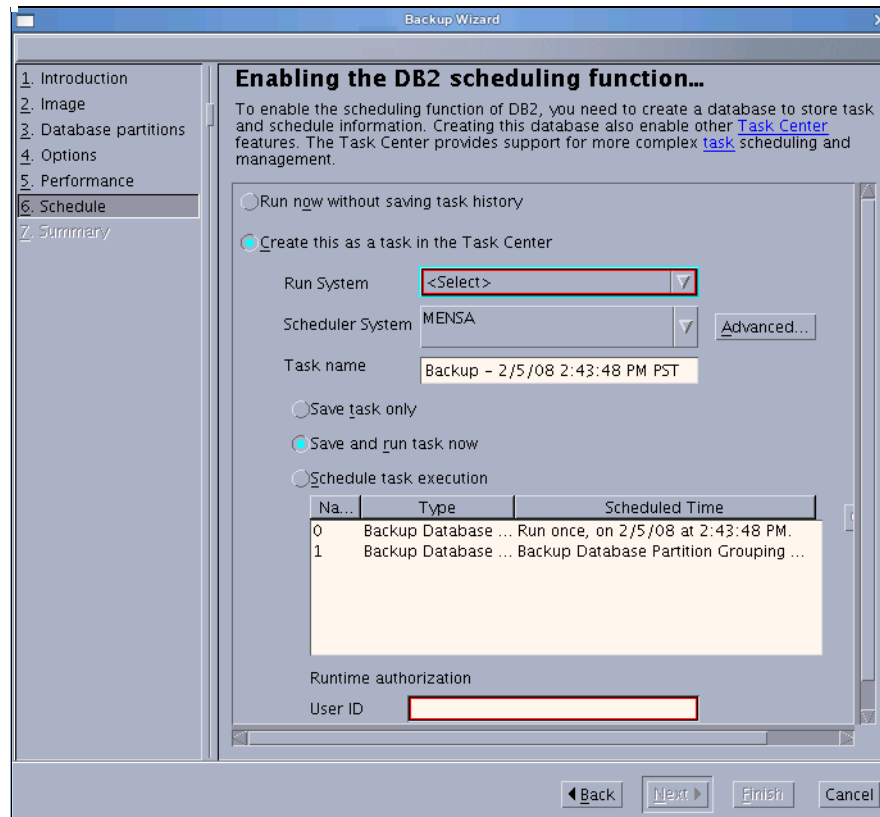 Backup Wizard
1. Introduction
2. Image
3. Database partitions
4. Options
5. Performance
6. Schedule
7. Summary
Enabling the DB2 scheduling function...
To enable the scheduling function of DB2, you need to create a database to store task
and schedule information. Creating this database also enable other Task Center
features. The Task Center provides support for more complex task scheduling and
management.
Run now without saving task history
Create this as a task in the Task Center
Run System <Select>
Scheduler System MENSA Advanced...
Task name Backup - 2/5/08 2:43:48 PM PST
Save task only
Save and run task now
Schedule task execution
Na... Type Scheduled Time
0 Backup Database ... Run once, on 2/5/08 at 2:43:48 PM.
1 Backup Database ... Backup Database Partition Grouping ...
Runtime authorization
User ID
Back Next Finish Cancel